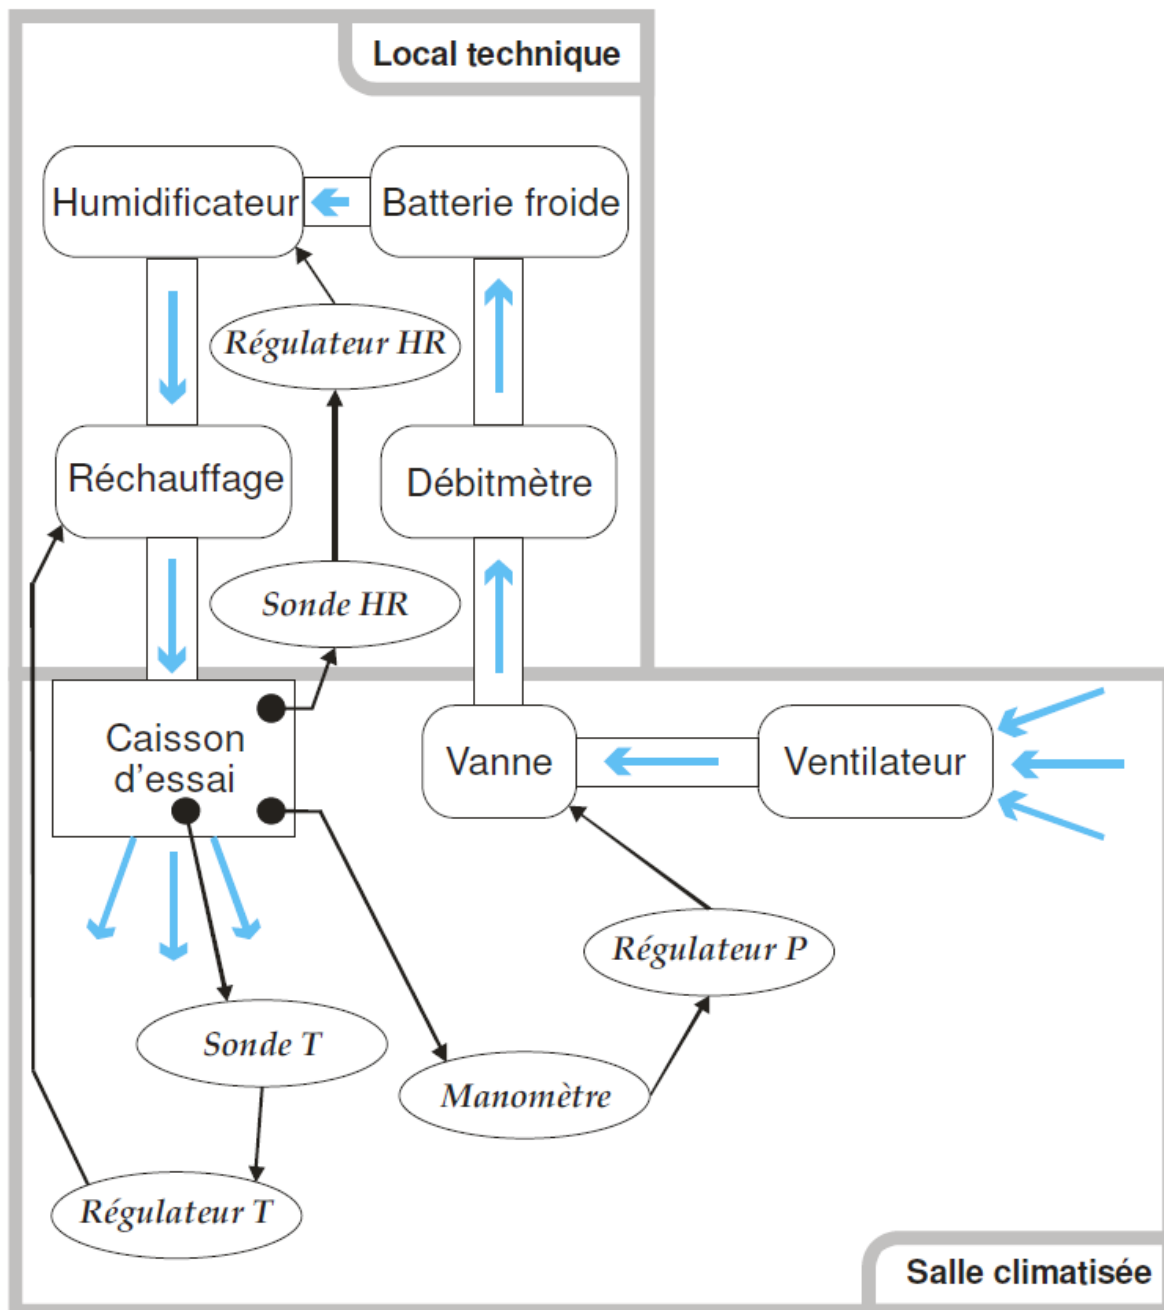 Local technique
Humidificateur
Batterie froide
Régulateur HR
Réchauffage
Débitmètre
Sonde HR
Caisson
d'essai
Vanne
Ventilateur
Régulateur P
Sonde T
Manomètre
Régulateur T
Salle climatisée